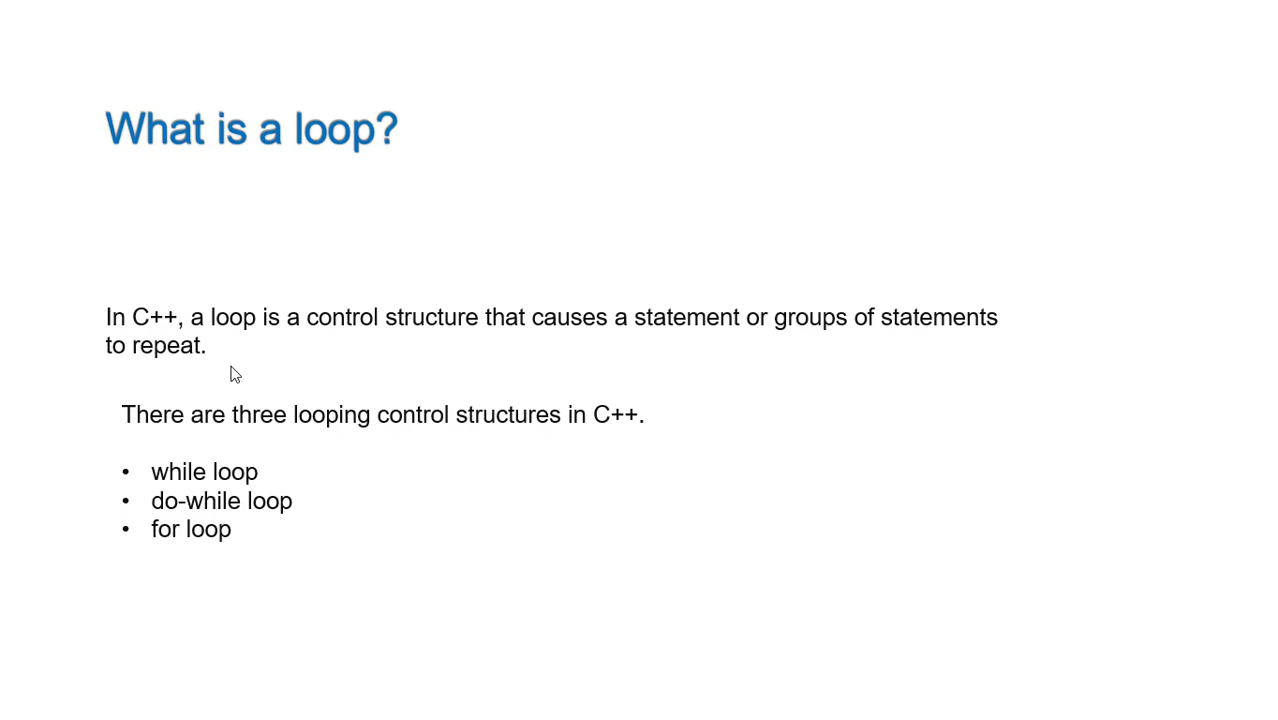 What is a loop?
In C++, a loop is a control structure that causes a statement or groups of statements
to repeat.
There are three looping control structures in C++.
• while loop
• do-while loop
• for loop